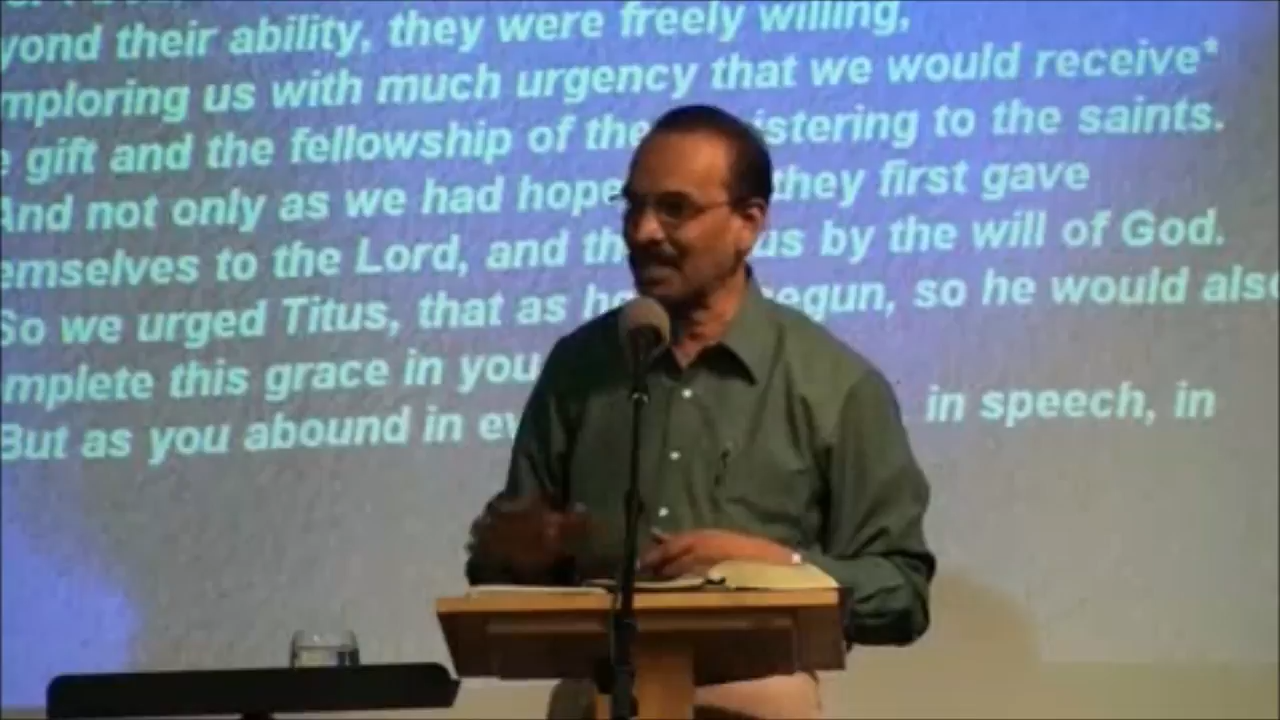 yond their ability, they were freely willing,
mploring us with much urgency that we would receive*
e gift and the fellowship of the istering to the saints.
And not only as we had hope they first gave
emselves to the Lord, and th us by the will of God.
So we urged Titus, that as he egun, so he would also
mplete this grace in you
But as you abound in ev in speech, in